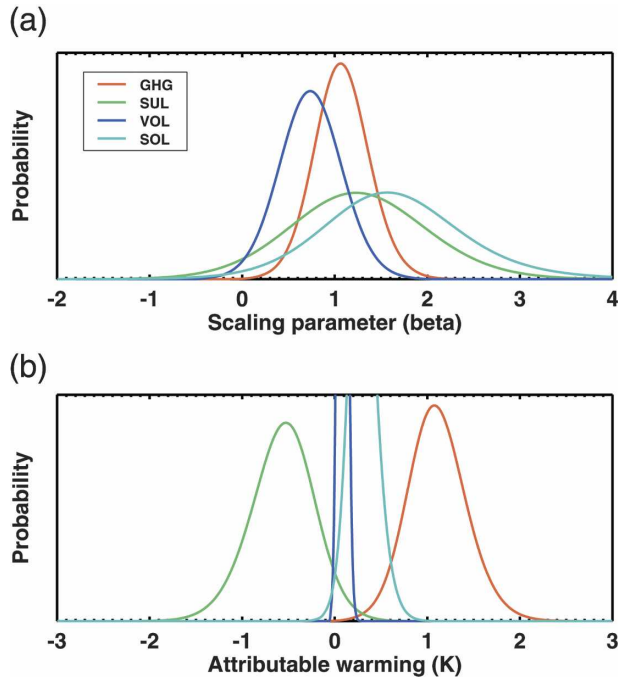 (a)
Probability
GHG
SUL
VOL
SOL
-2 -1 0 1 2 3 4
Scaling parameter (beta)
(b)
Probability
-3 -2 -1 0 1 2 3
Attributable warming (K)